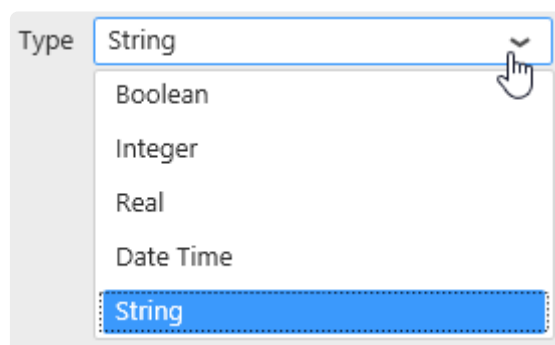 Type String
Boolean
Integer
Real
Date Time
String